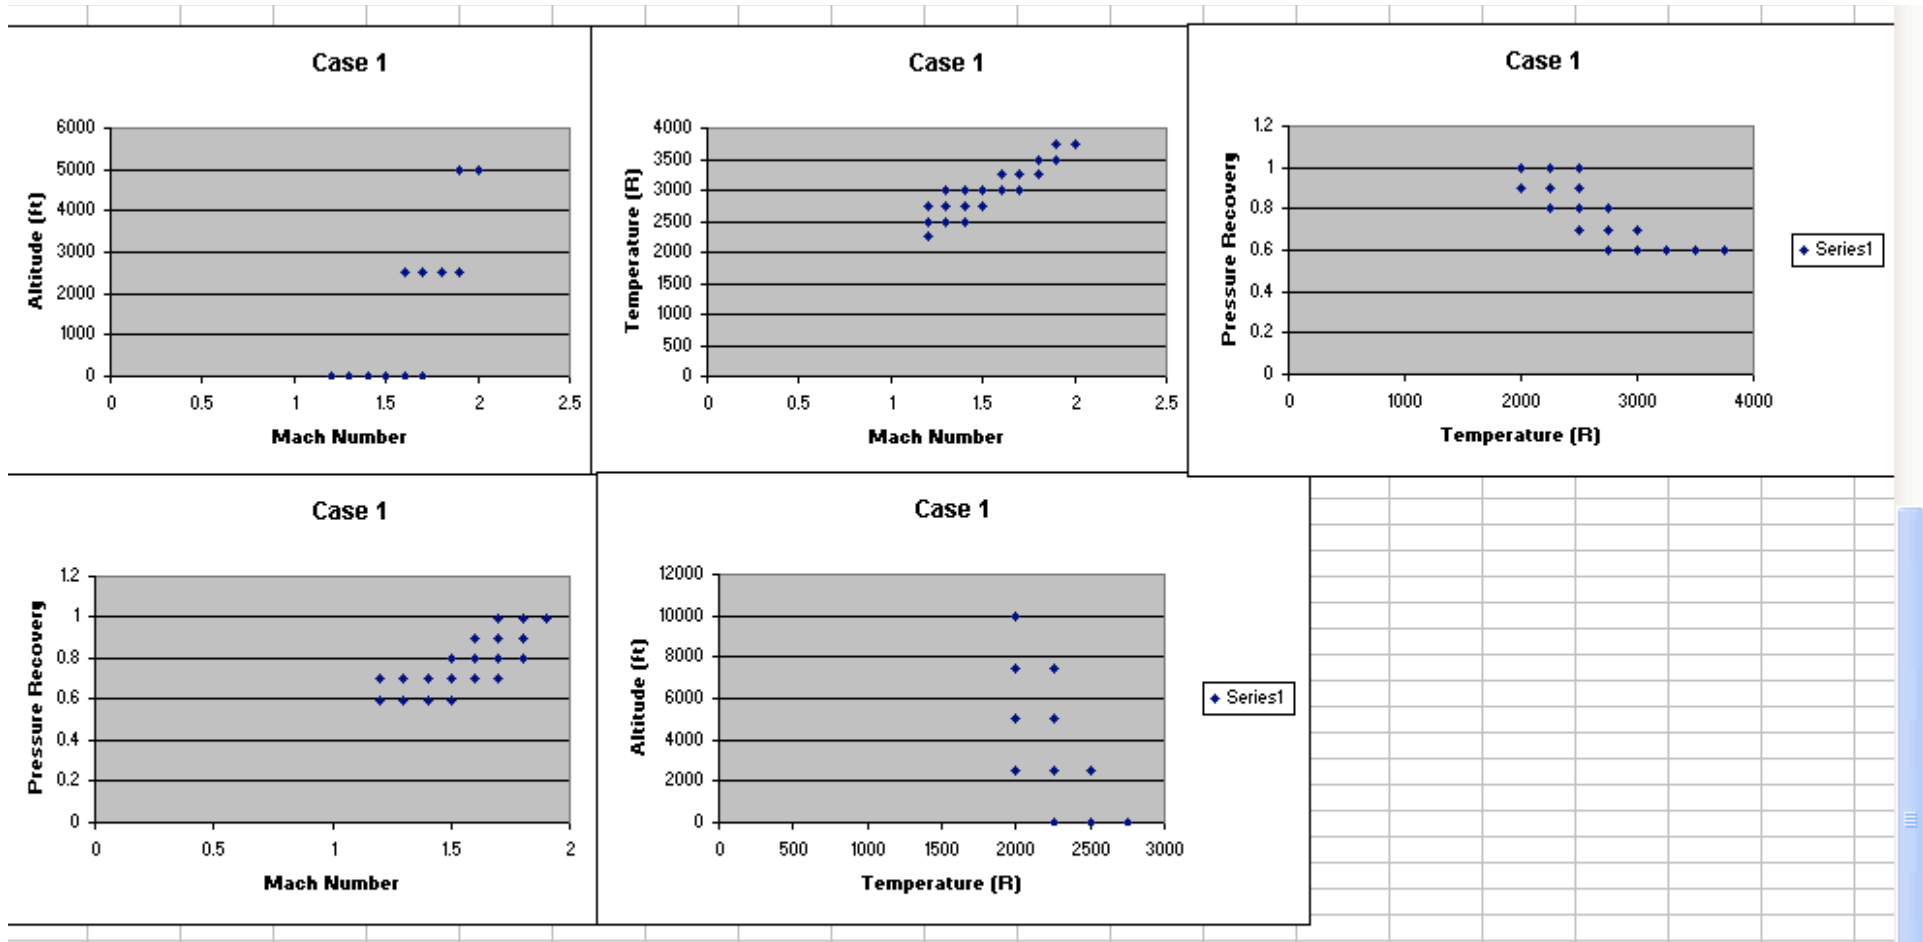 Case 1
6000
5000
4000
3000
2000
1000
0
0 0.5 1 1.5 2 2.5
Altitude (ft)
Mach Number
Case 1
4000
3500
3000
2500
2000
1500
1000
500
0
0 0.5 1 1.5 2 2.5
Temperature (R)
Mach Number
Case 1
1.2
1
0.8
0.6
0.4
0.2
0
0 1000 2000 3000 4000
Pressure Recovery
Temperature (R)
Series1
Case 1
1.2
1
0.8
0.6
0.4
0.2
0
0 0.5 1 1.5 2
Pressure Recovery
Mach Number
Case 1
12000
10000
8000
6000
4000
2000
0
0 500 1000 1500 2000 2500 3000
Altitude (ft)
Temperature (R)
Series1